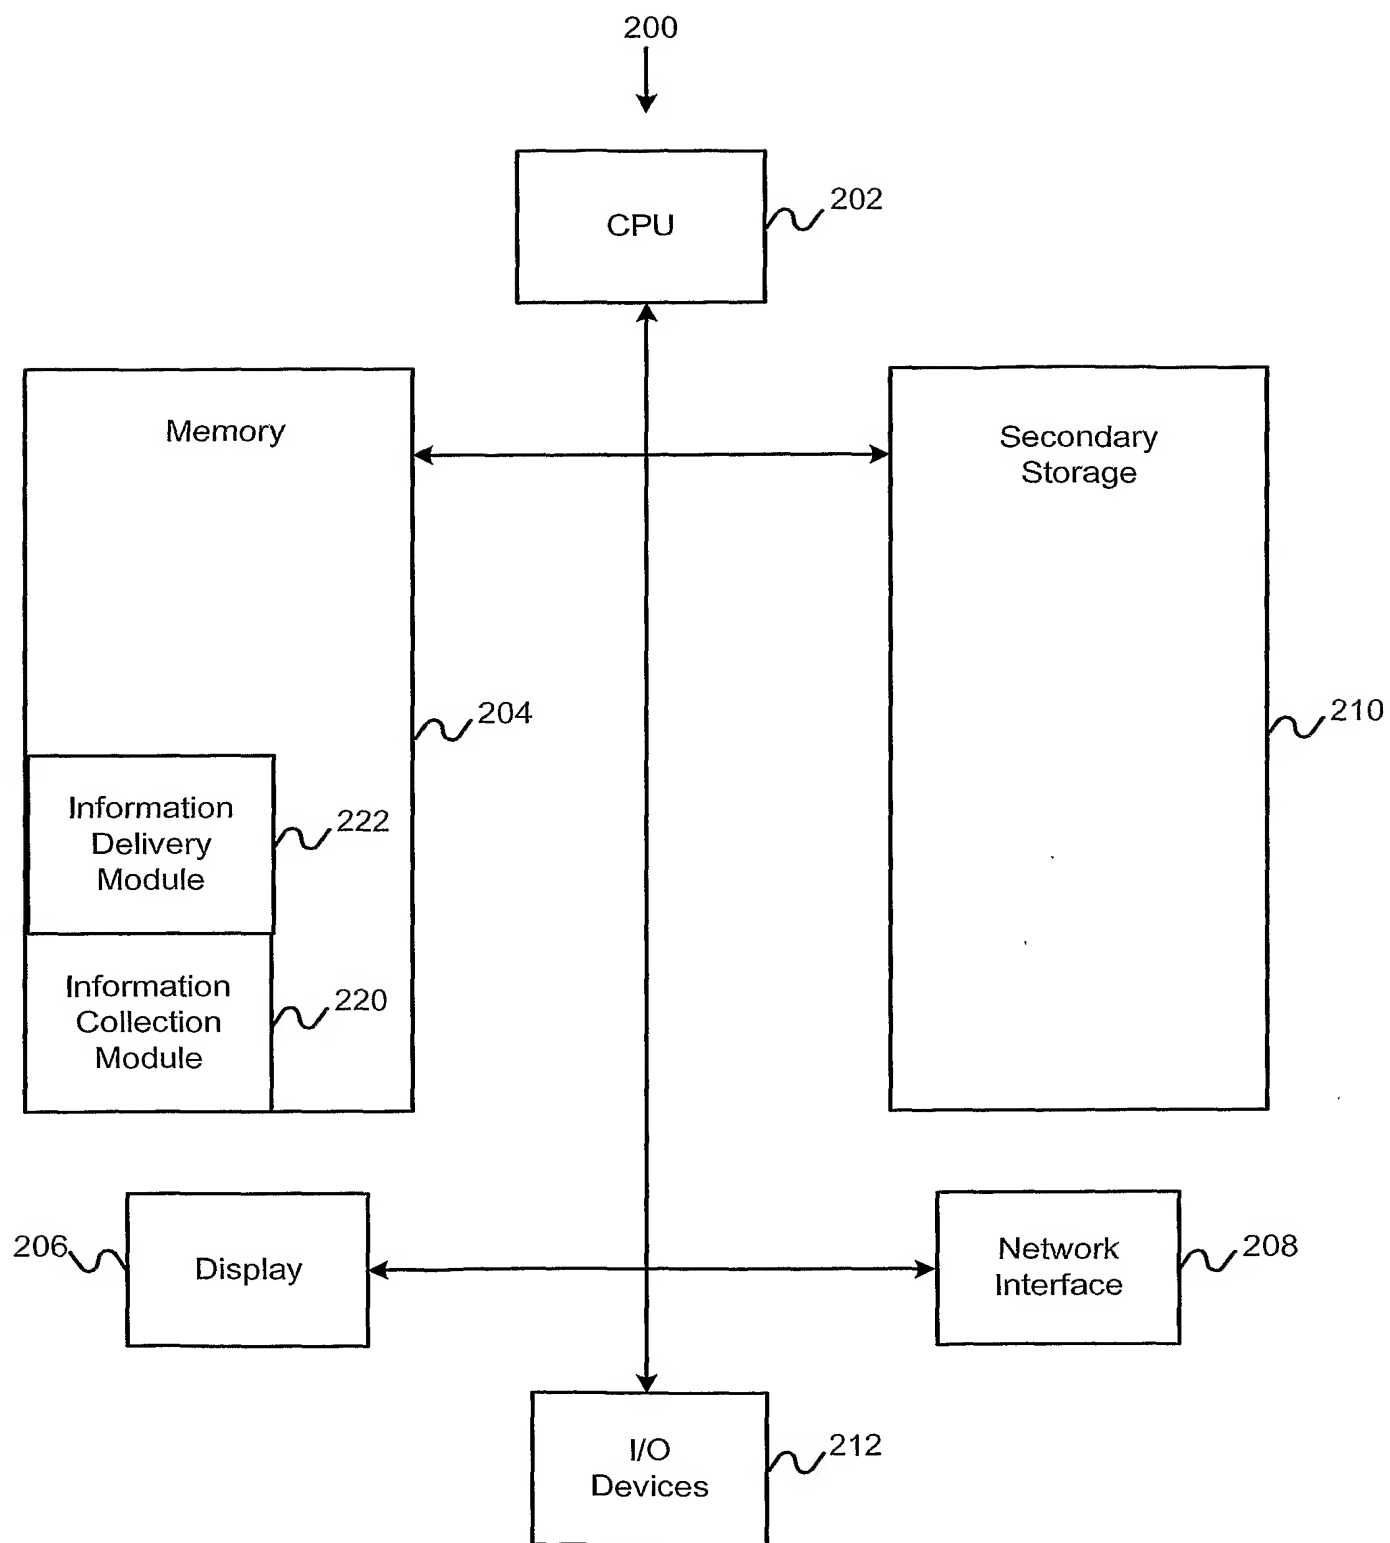 200
CPU
202
Memory
Secondary
Storage
204
210
Information
Delivery
Module
222
Information
Collection
Module
220
206
Display
Network
Interface
208
I/O
Devices
212